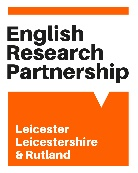 English
Research
Partnership
Leicester
Leicestershire
& Rutland